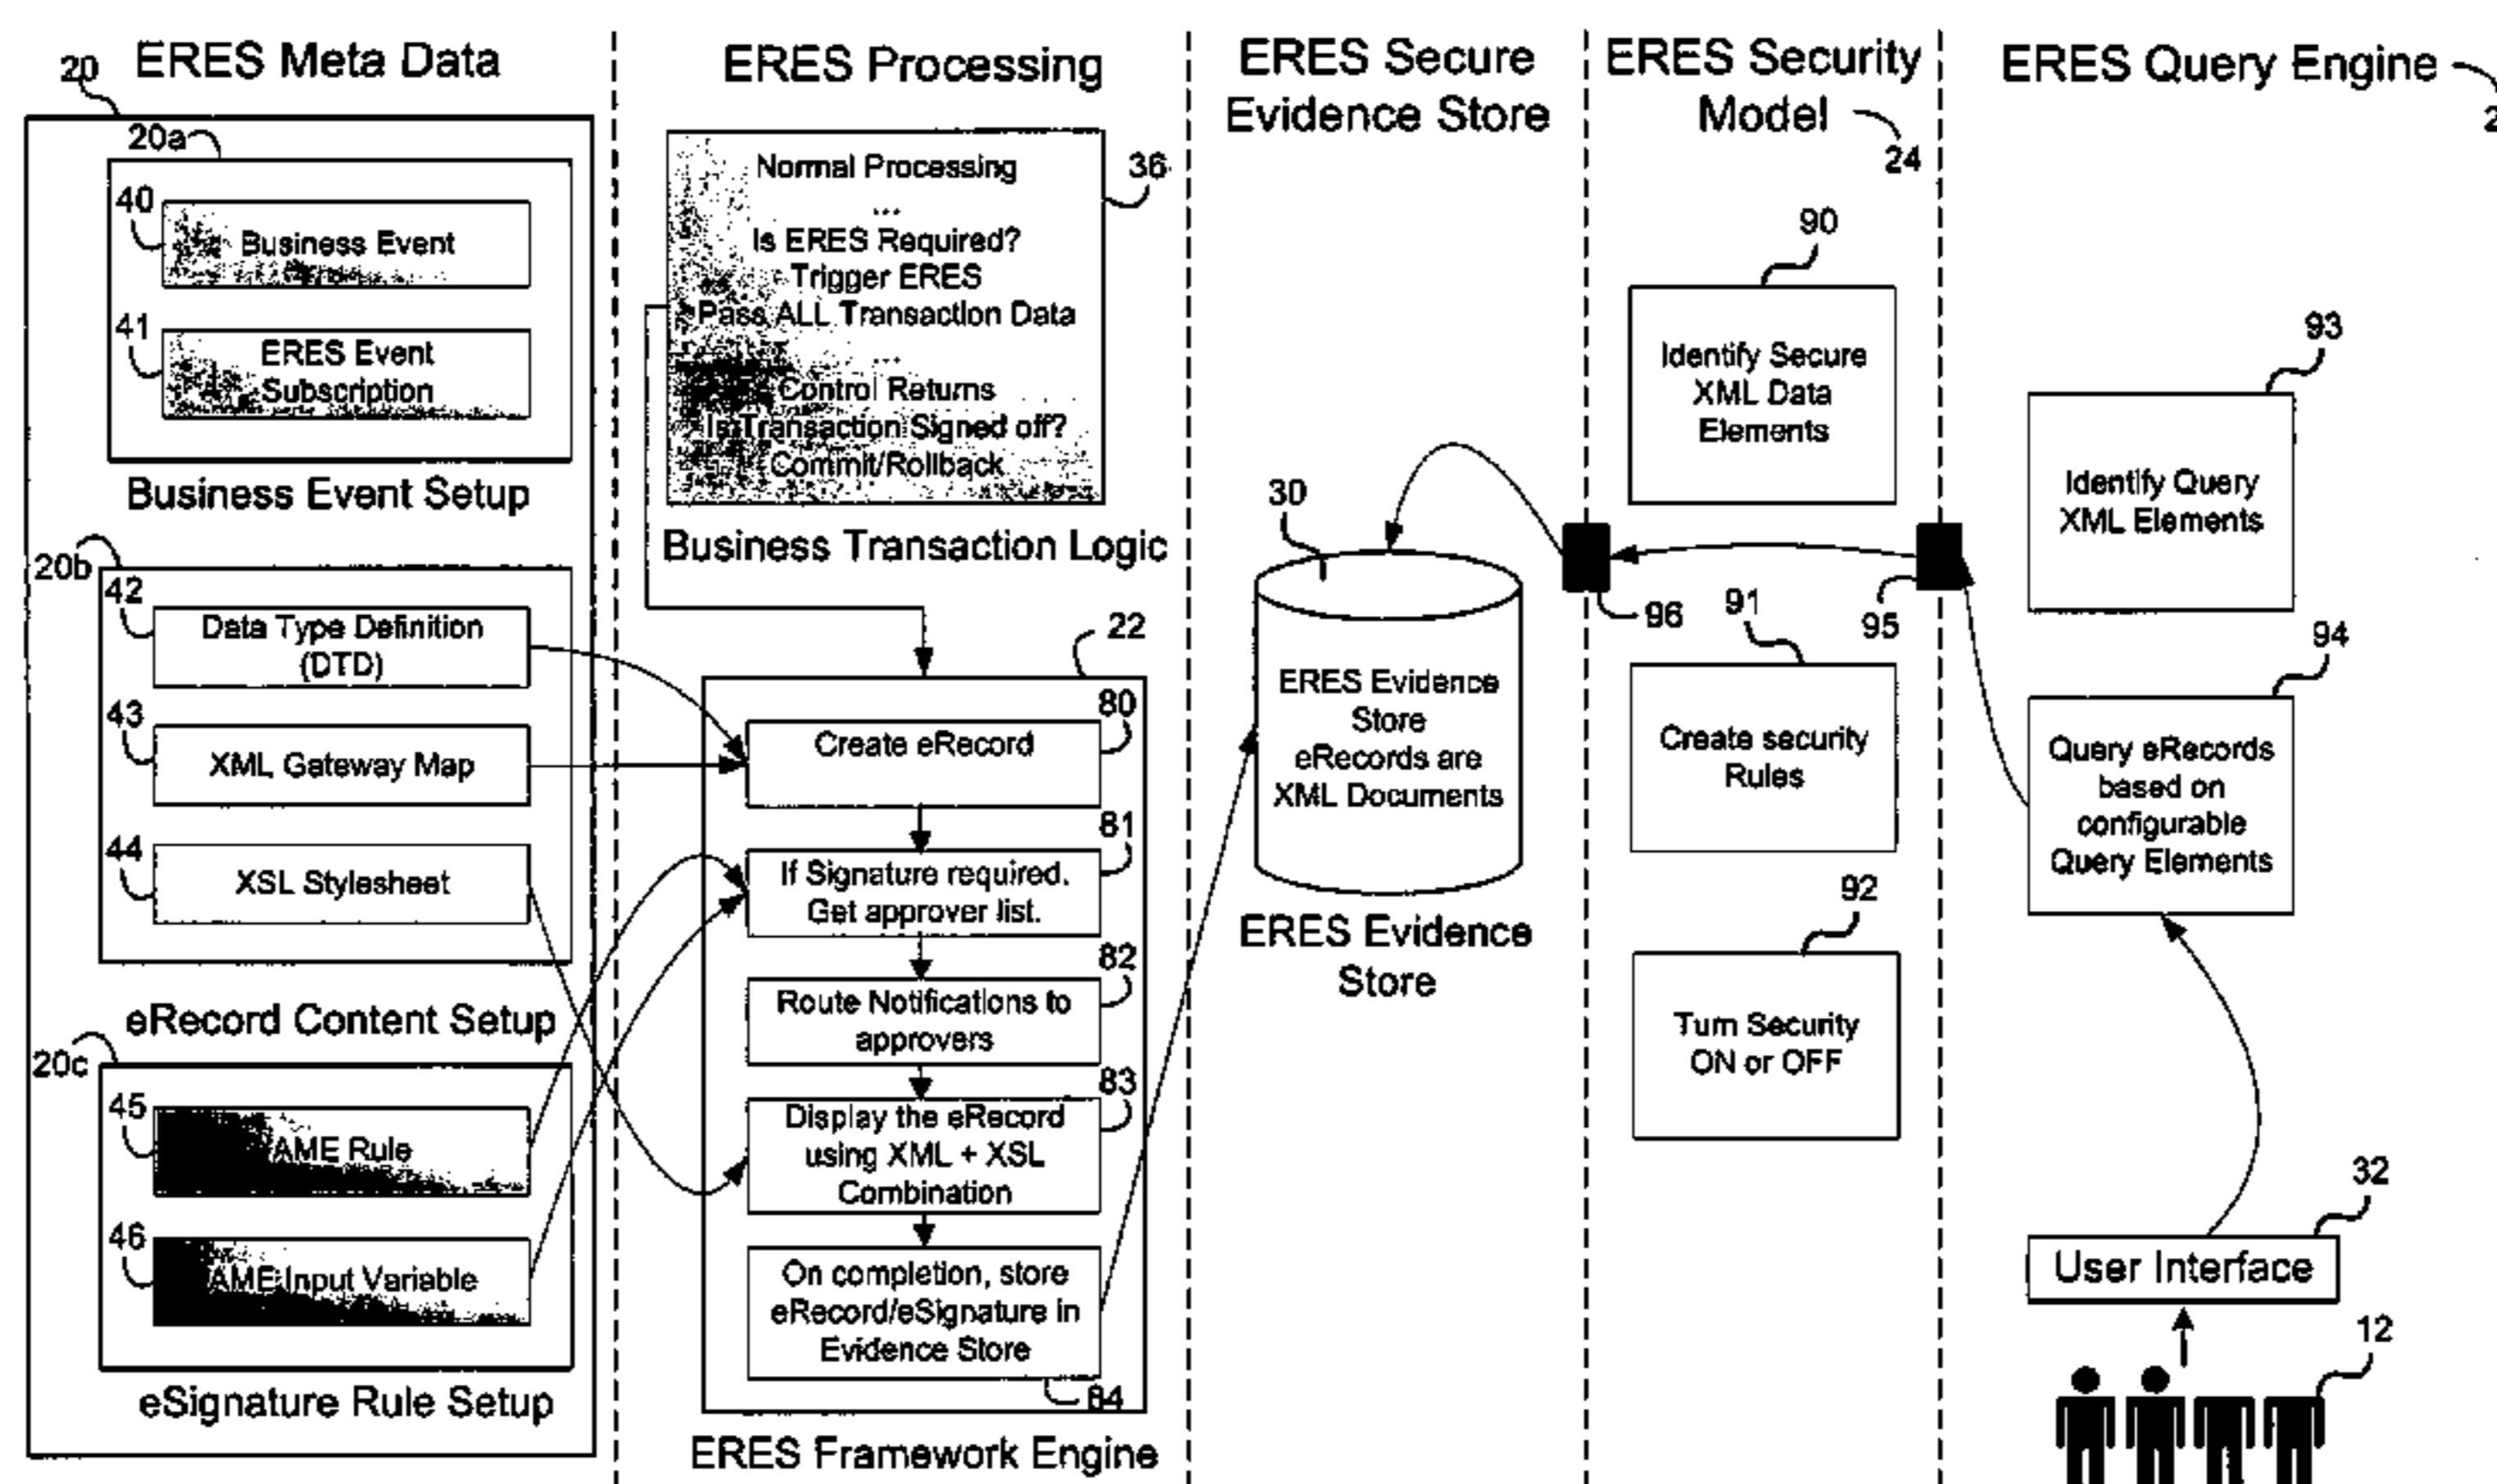 ERES Meta Data
20
20a
40
Business Event
41
ERES Event
Subscription
Business Event Setup
20b
42
Data Type Definition
(DTD)
43
XML Gateway Map
44
XSL Stylesheet
eRecord Content Setup
20c
45
AME Rule
46
AME Input Variable
eSignature Rule Setup
ERES Processing
36
Normal Processing
...
Is ERES Required?
Trigger ERES
Pass ALL Transaction Data
...
Control Returns
Is Transaction Signed off?
Commit/Rollback
Business Transaction Logic
22
80
Create eRecord
81
If Signature required.
Get approver list.
82
Route Notifications to
approvers
83
Display the eRecord
using XML + XSL
Combination
On completion, store
eRecord/eSignature in
Evidence Store
84
ERES Framework Engine
ERES Secure
Evidence Store
30
ERES Evidence
Store
eRecords are
XML Documents
ERES Evidence
Store
ERES Security
Model
24
90
Identify Secure
XML Data
Elements
96
95
91
Create security
Rules
92
Turn Security
ON or OFF
ERES Query Engine
93
Identify Query
XML Elements
94
Query eRecords
based on
configurable
Query Elements
32
User Interface
12